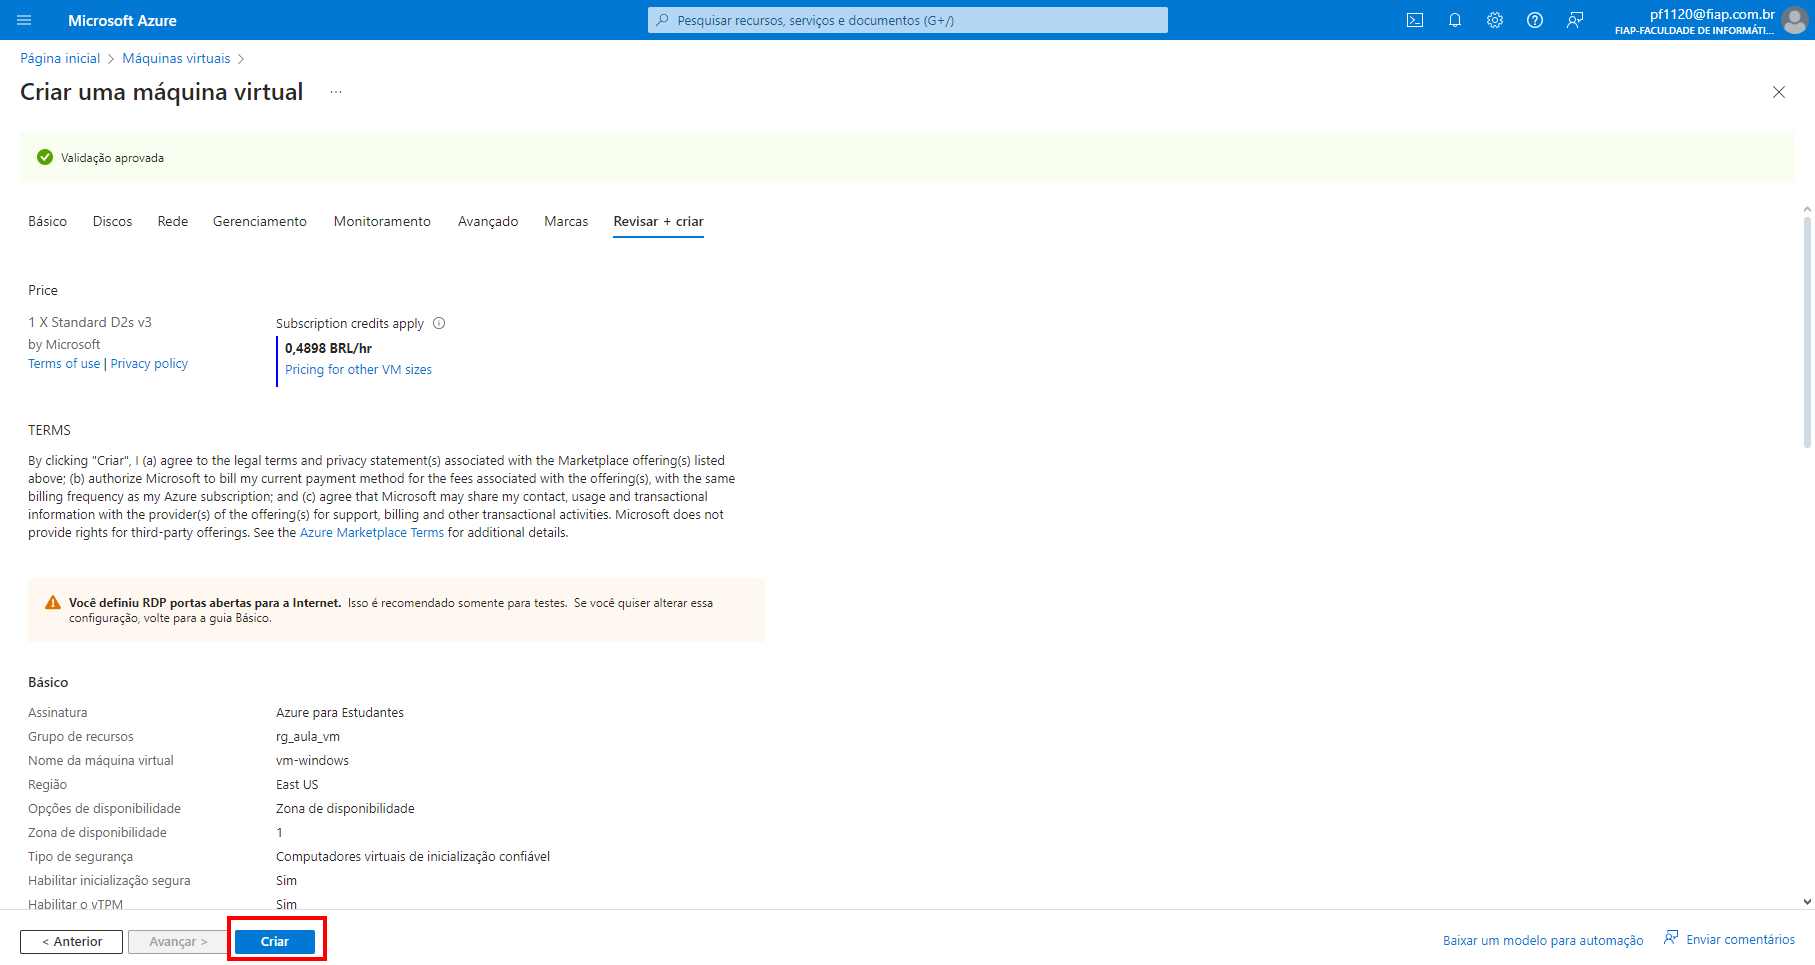 Microsoft Azure
Pesquisar recursos, serviços e documentos (G+/)
pf1120@fiap.com.br
FIAP-FACULDADE DE INFORMÁTI...
Página inicial > Máquinas virtuais >
Criar uma máquina virtual ...
Validação aprovada
Básico Discos Rede Gerenciamento Monitoramento Avançado Marcas Revisar + criar
Price
1 X Standard D2s v3
by Microsoft
Terms of use | Privacy policy
Subscription credits apply
0,4898 BRL/hr
Pricing for other VM sizes
TERMS
By clicking "Criar", I (a) agree to the legal terms and privacy statement(s) associated with the Marketplace offering(s) listed
above; (b) authorize Microsoft to bill my current payment method for the fees associated with the offering(s), with the same
billing frequency as my Azure subscription; and (c) agree that Microsoft may share my contact, usage and transactional
information with the provider(s) of the offering(s) for support, billing and other transactional activities. Microsoft does not
provide rights for third-party offerings. See the Azure Marketplace Terms for additional details.
Você definiu RDP portas abertas para a Internet. Isso é recomendado somente para testes. Se você quiser alterar essa
configuração, volte para a guia Básico.
Básico
Assinatura Azure para Estudantes
Grupo de recursos rg_aula_vm
Nome da máquina virtual vm-windows
Região East US
Opções de disponibilidade Zona de disponibilidade
Zona de disponibilidade 1
Tipo de segurança Computadores virtuais de inicialização confiável
Habilitar inicialização segura Sim
Habilitar o vTPM Sim
< Anterior Avançar > Criar
Baixar um modelo para automação Enviar comentários